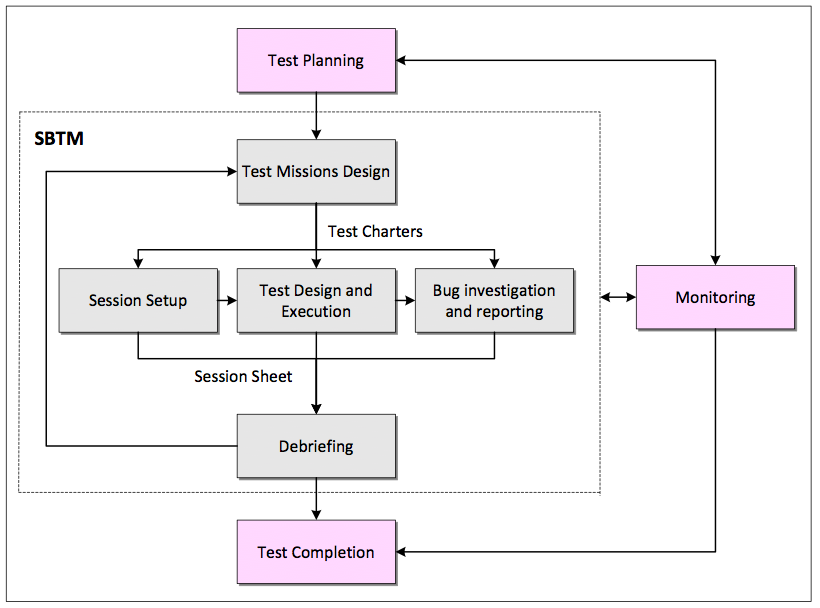 Test Planning
SBTM
Test Missions Design
Test Charters
Session Setup
Test Design and
Execution
Bug investigation
and reporting
Monitoring
Session Sheet
Debriefing
Test Completion